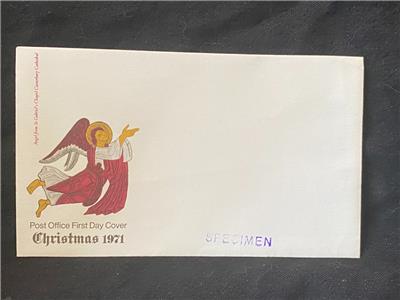 Angel from St Gabriel's Chapel Canterbury Cathedral
Post Office First Day Cover
Christmas 1971
SPECIMEN